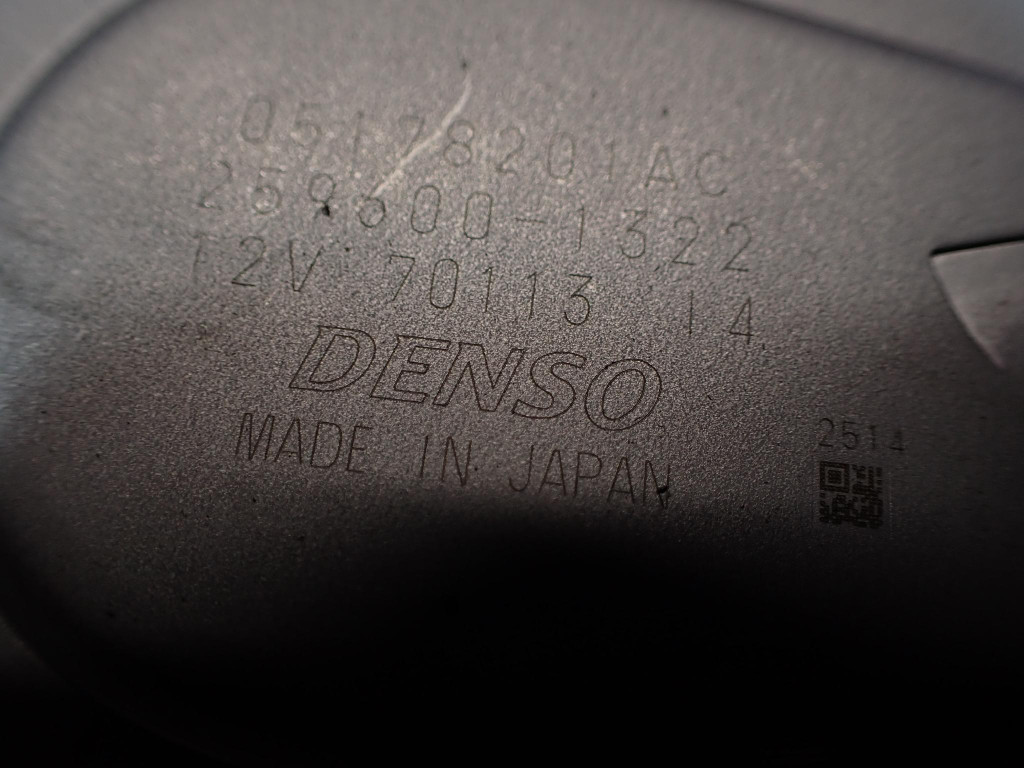 05178201AC
259600-1322
12V 70113 14
DENSO
MADE IN JAPAN
2514